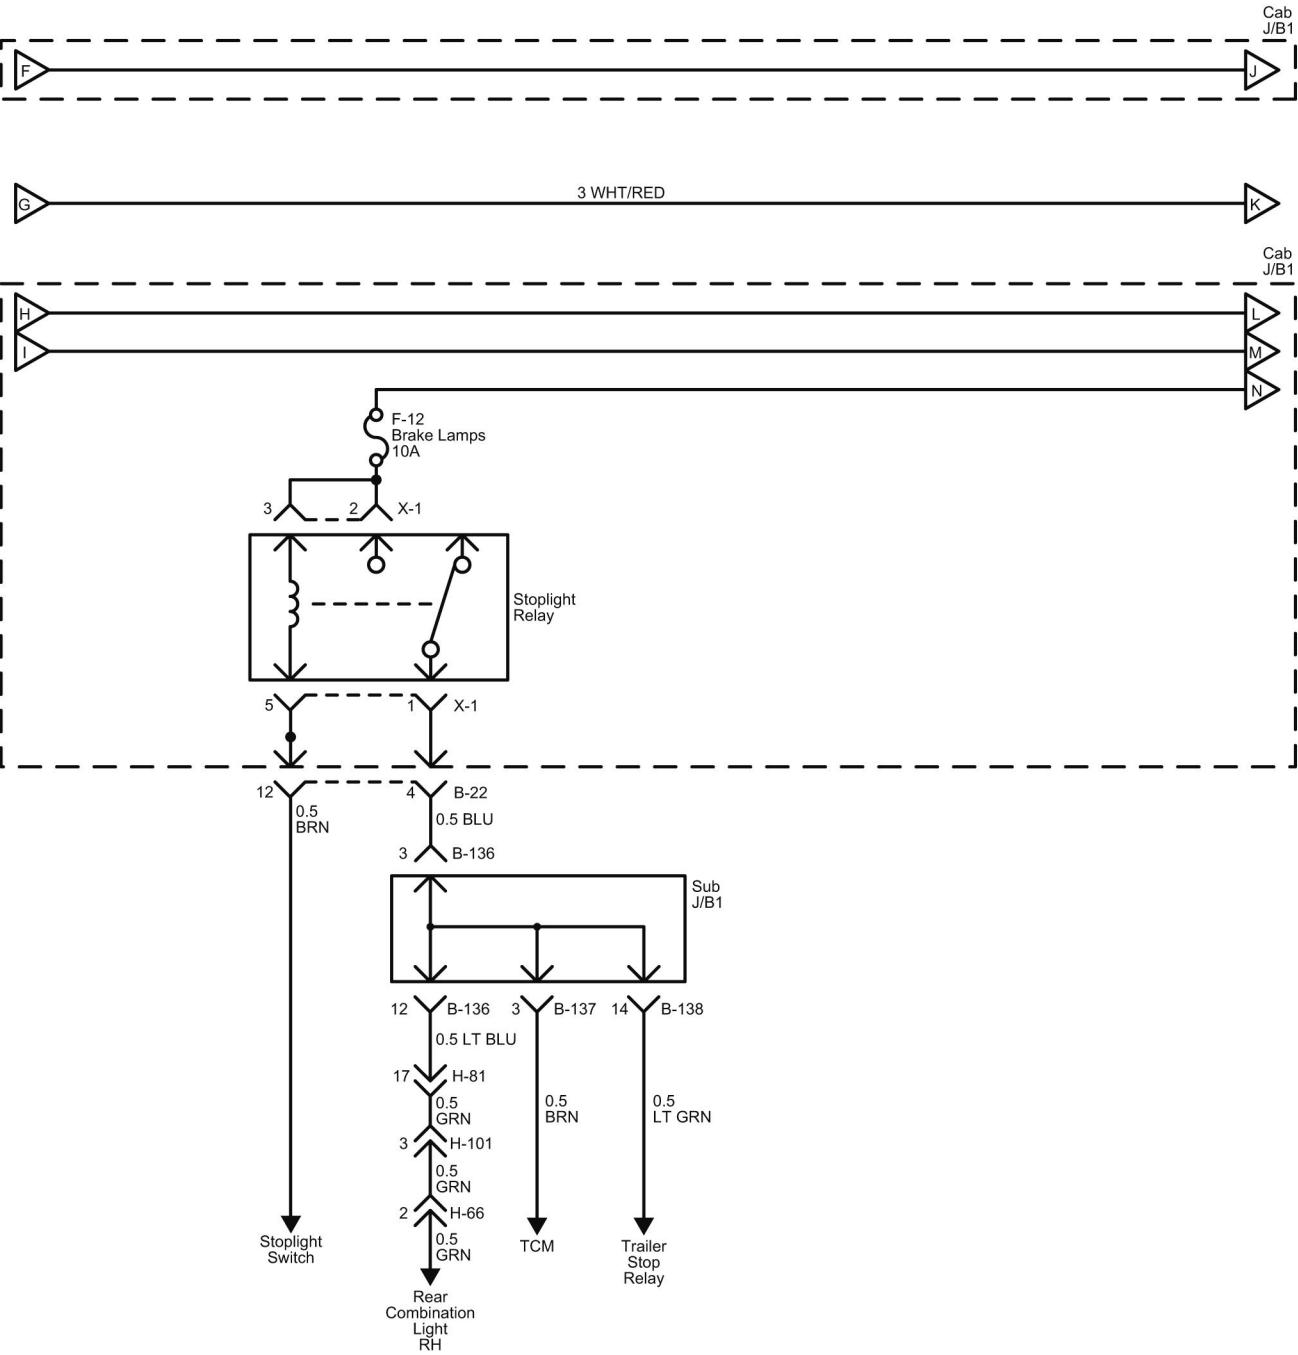 Cab
J/B1
F
J
G
3 WHT/RED
K
Cab
J/B1
H
L
I
M
N
F-12
Brake Lamps
10A
3
2
X-1
Stoplight
Relay
5
1
X-1
12
4
B-22
0.5
BRN
0.5 BLU
3
B-136
Sub
J/B1
12
B-136
3
B-137
14
B-138
0.5 LT BLU
17
H-81
0.5
GRN
0.5
BRN
0.5
LT GRN
3
H-101
0.5
GRN
2
H-66
0.5
GRN
Stoplight
Switch
TCM
Trailer
Stop
Relay
Rear
Combination
Light
RH